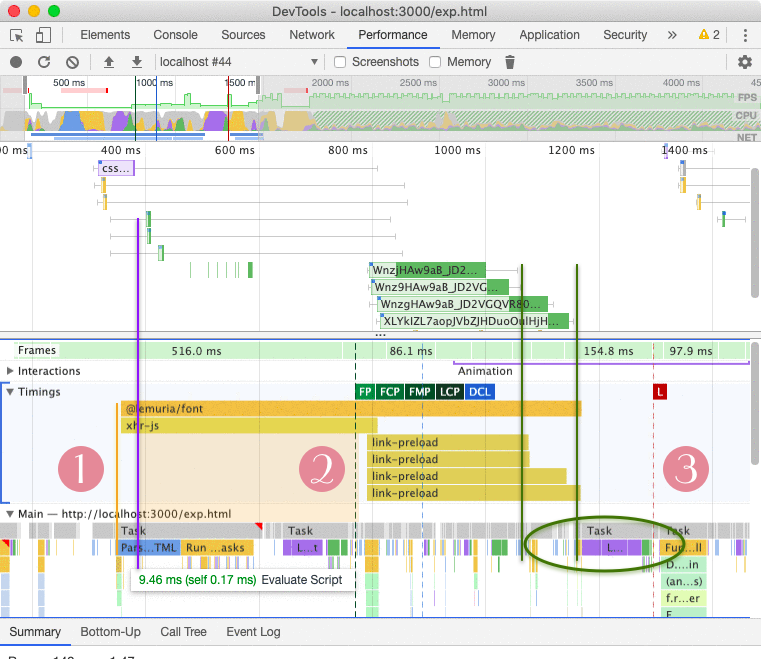 DevTools - localhost:3000/exp.html
Elements Console Sources Network Performance Memory Application Security » 2
localhost #44 Screenshots Memory
500 ms 1000 ms 1500 m 2000 ms 2500 ms 3000 ms 3500 ms 4000 ms 4
FPS
CPU
NET
00 ms 400 ms 600 ms 800 ms 1000 ms 1200 ms 1400 ms
css...
WnzjHAw9aB_JD2...
Wnz9HAw9aB_JD2VG...
WnzgHAw9aB_JD2VGQVR80...
XLYkIZL7aopJVbZJHDuoOulHjH...
...
Frames 516.0 ms 86.1 ms 154.8 ms 97.9 ms
Interactions Animation
Timings FP FCP FMP LCP DCL L
@lemuria/font
xhr-js
link-preload
link-preload
link-preload
link-preload
1 2 3
Main — http://localhost:3000/exp.html
Task Task Task Task
Pars...TML Run ...asks L...t L... Fun...ll
D....in
(an...s)
f.r...er
9.46 ms (self 0.17 ms) Evaluate Script
Summary Bottom-Up Call Tree Event Log